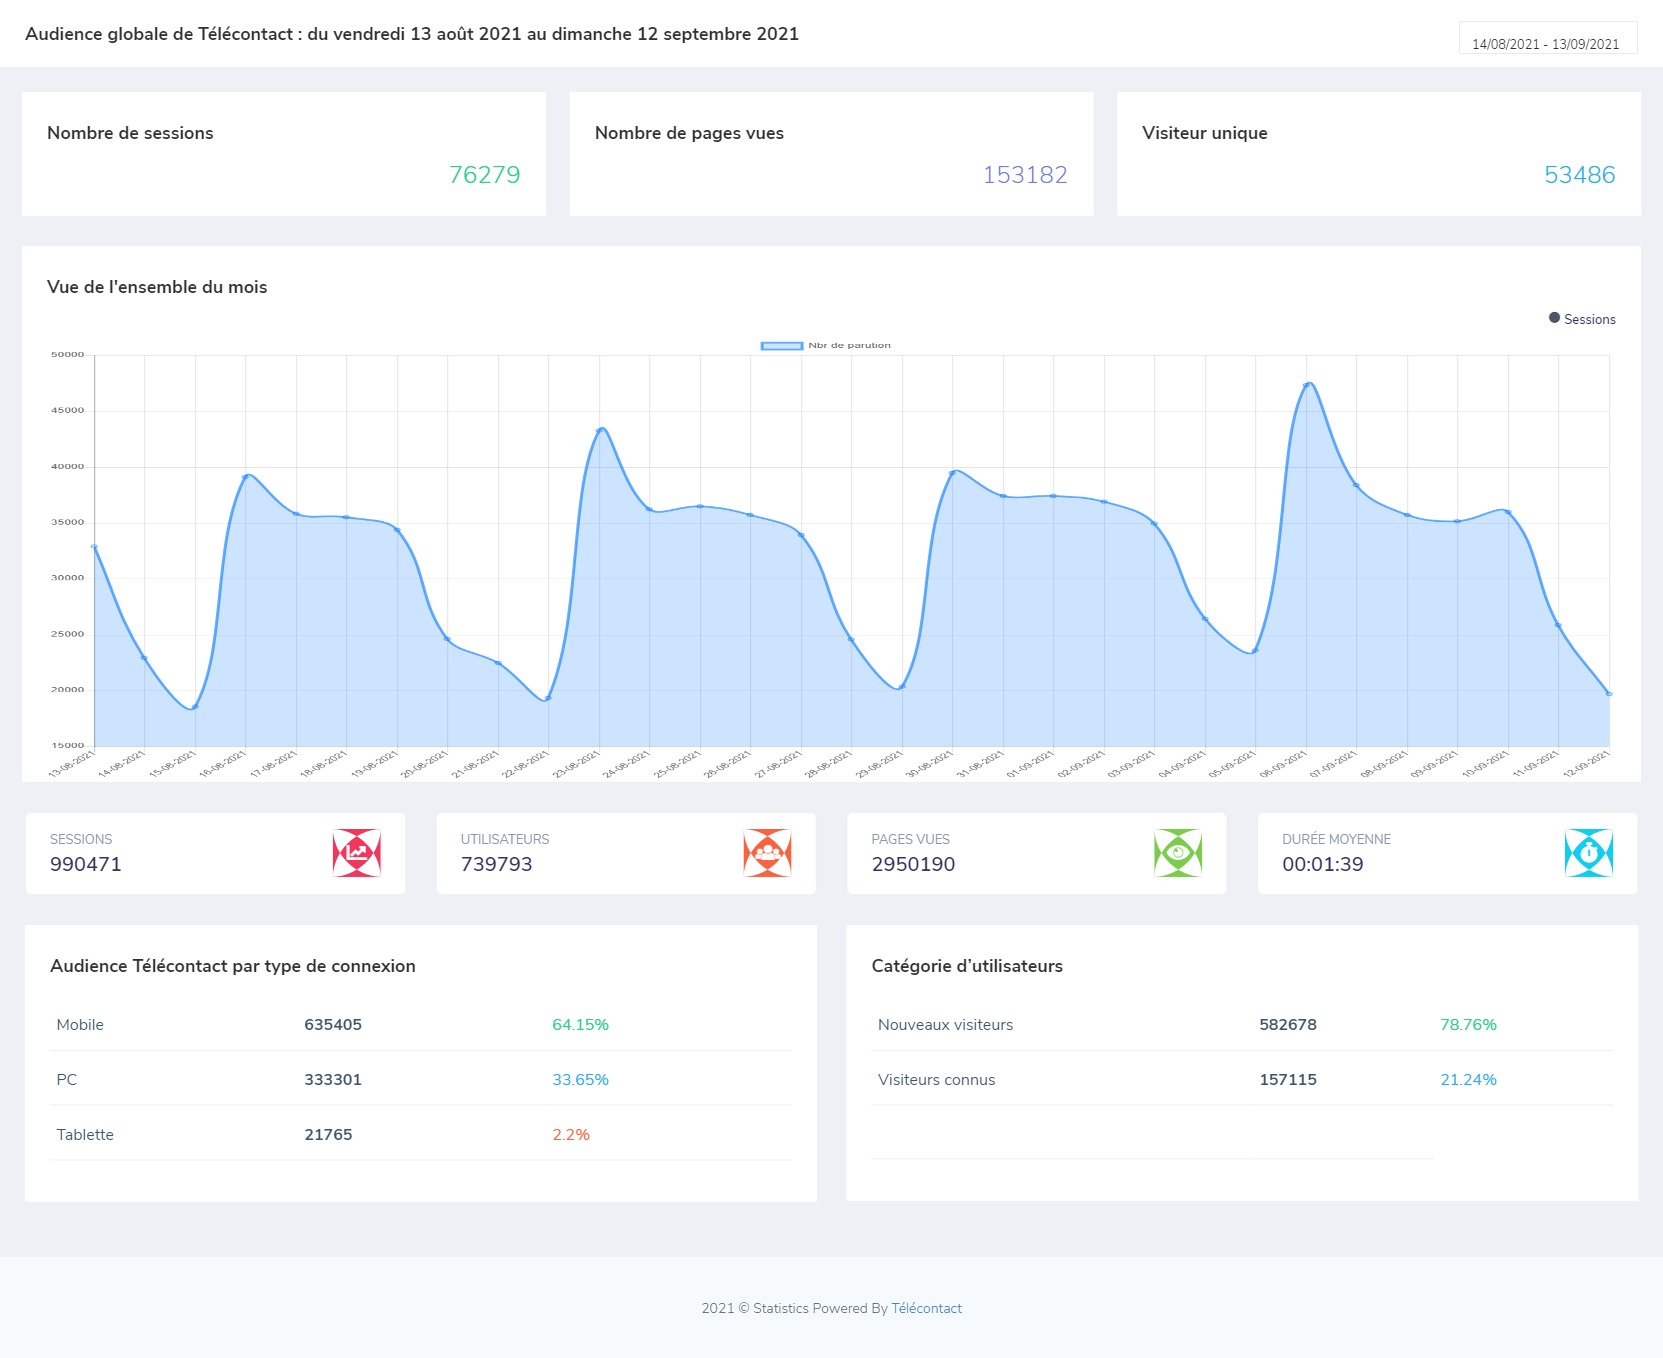 Audience globale de Télécontact : du vendredi 13 août 2021 au dimanche 12 septembre 2021
14/08/2021 - 13/09/2021
Nombre de sessions
76279
Nombre de pages vues
153182
Visiteur unique
53486
Vue de l'ensemble du mois
Sessions
Nbr de parution
50000
45000
40000
35000
30000
25000
20000
15000
13-08-2021
14-08-2021
15-08-2021
16-08-2021
17-08-2021
18-08-2021
19-08-2021
20-08-2021
21-08-2021
22-08-2021
23-08-2021
24-08-2021
25-08-2021
26-08-2021
27-08-2021
28-08-2021
29-08-2021
30-08-2021
31-08-2021
01-09-2021
02-09-2021
03-09-2021
04-09-2021
05-09-2021
06-09-2021
07-09-2021
08-09-2021
09-09-2021
10-09-2021
11-09-2021
12-09-2021
SESSIONS
990471
UTILISATEURS
739793
PAGES VUES
2950190
DURÉE MOYENNE
00:01:39
Audience Télécontact par type de connexion
Mobile 635405 64.15%
PC 333301 33.65%
Tablette 21765 2.2%
Catégorie d’utilisateurs
Nouveaux visiteurs 582678 78.76%
Visiteurs connus 157115 21.24%
2021 © Statistics Powered By Télécontact